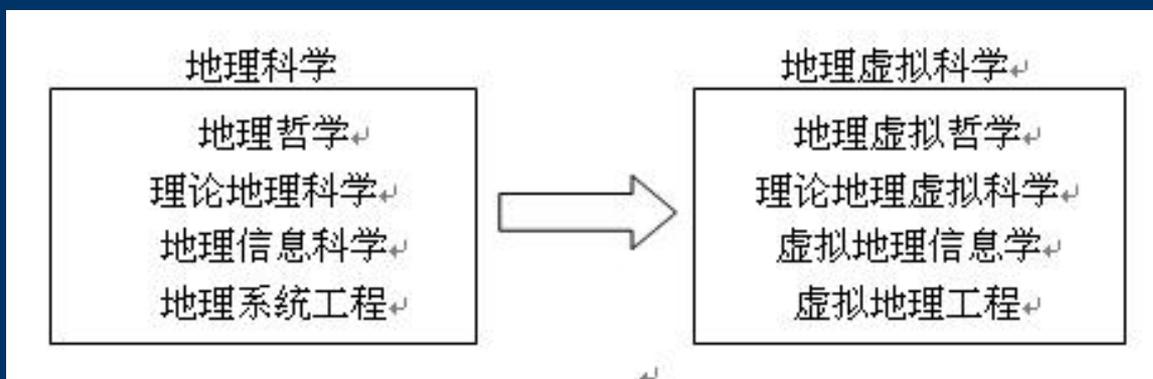 地理科学
地理哲学
理论地理科学
地理信息科学
地理系统工程
地理虚拟科学
地理虚拟哲学
理论地理虚拟科学
虚拟地理信息学
虚拟地理工程